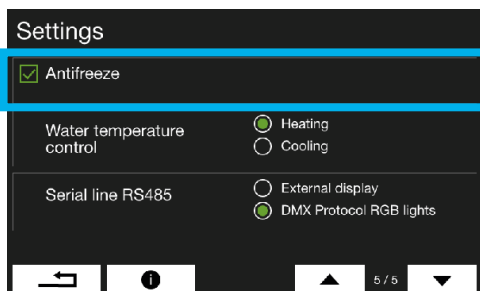 Settings
Antifreeze
Water temperature
control
Heating
Cooling
Serial line RS485
External display
DMX Protocol RGB lights
5/5